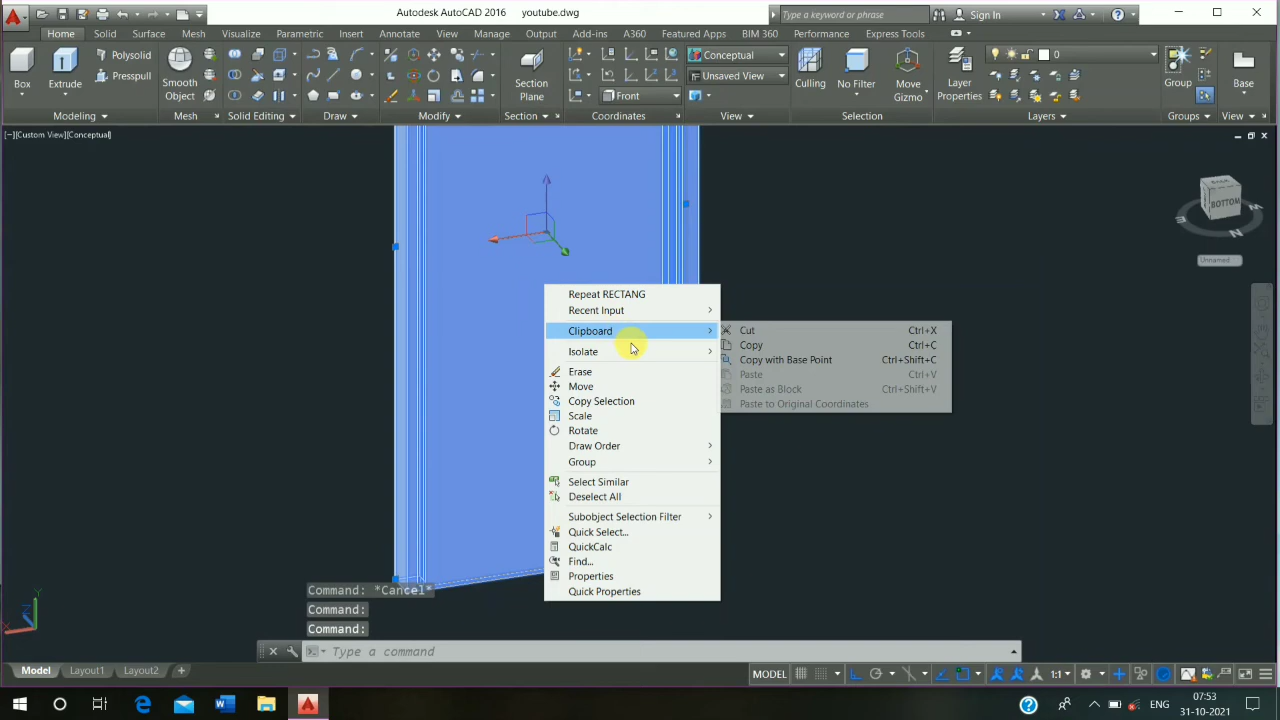 Autodesk AutoCAD 2016 youtube.dwg
Type a keyword or phrase
Sign In
Home Solid Surface Mesh Visualize Parametric Insert Annotate View Manage Output Add-ins A360 Featured Apps BIM 360 Performance Express Tools
Box
Extrude
Polysolid
Presspull
Smooth
Object
Section
Plane
Front
Conceptual
Unsaved View
Culling
No Filter
Move
Gizmo
Layer
Properties
0
Group
Base
Modeling
Mesh
Solid Editing
Draw
Modify
Section
Coordinates
View
Selection
Layers
Groups
View
[−][Custom View][Conceptual]
BOTTOM
Unnamed
Repeat RECTANG
Recent Input
Clipboard
Isolate
Erase
Move
Copy Selection
Scale
Rotate
Draw Order
Group
Select Similar
Deselect All
Subobject Selection Filter
Quick Select...
QuickCalc
Find...
Properties
Quick Properties
Cut Ctrl+X
Copy Ctrl+C
Copy with Base Point Ctrl+Shift+C
Paste Ctrl+V
Paste as Block Ctrl+Shift+V
Paste to Original Coordinates
Command: *Cancel*
Command:
Command:
Type a command
Model Layout1 Layout2
MODEL
1:1
ENG
07:53
31-10-2021